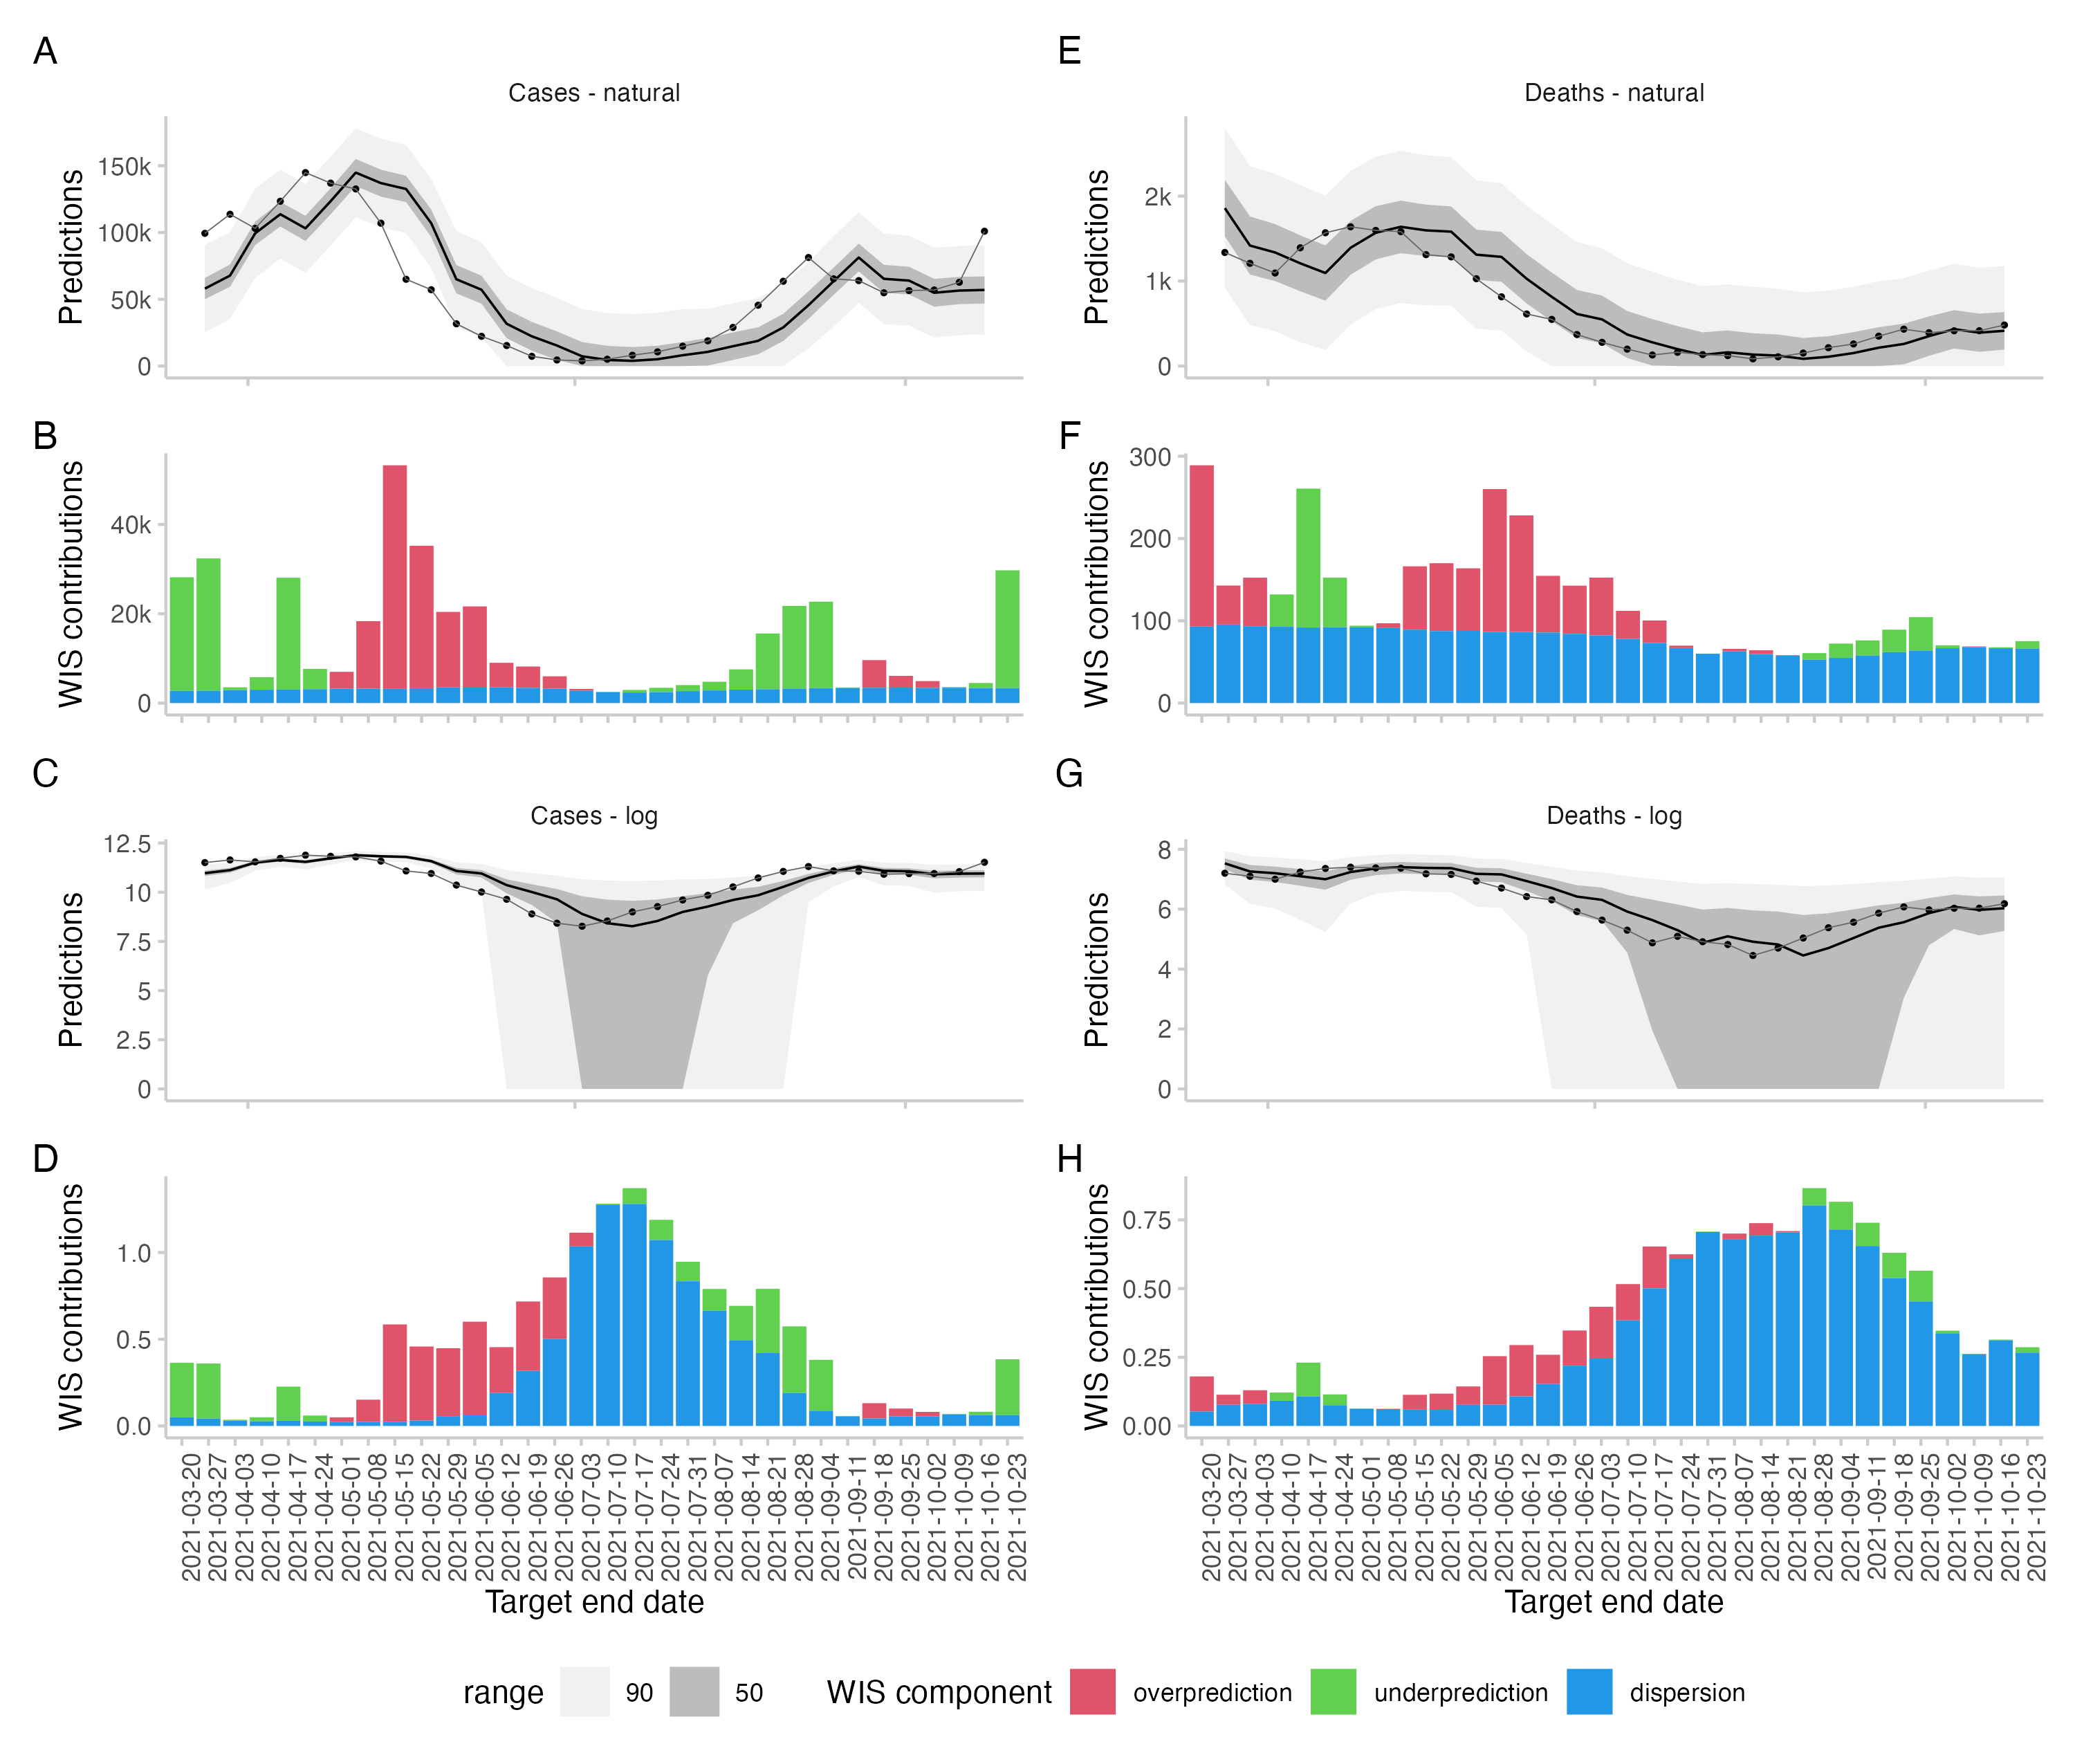 A
Cases - natural
Predictions
150k
100k
50k
0
B
WIS contributions
40k
20k
0
C
Cases - log
Predictions
12.5
10
7.5
5
2.5
0
D
WIS contributions
1.0
0.5
0.0
2021-03-20
2021-03-27
2021-04-03
2021-04-10
2021-04-17
2021-04-24
2021-05-01
2021-05-08
2021-05-15
2021-05-22
2021-05-29
2021-06-05
2021-06-12
2021-06-19
2021-06-26
2021-07-03
2021-07-10
2021-07-17
2021-07-24
2021-07-31
2021-08-07
2021-08-14
2021-08-21
2021-08-28
2021-09-04
2021-09-11
2021-09-18
2021-09-25
2021-10-02
2021-10-09
2021-10-16
2021-10-23
Target end date
E
Deaths - natural
Predictions
2k
1k
0
F
WIS contributions
300
200
100
0
G
Deaths - log
Predictions
8
6
4
2
0
H
WIS contributions
0.75
0.50
0.25
0.00
2021-03-20
2021-03-27
2021-04-03
2021-04-10
2021-04-17
2021-04-24
2021-05-01
2021-05-08
2021-05-15
2021-05-22
2021-05-29
2021-06-05
2021-06-12
2021-06-19
2021-06-26
2021-07-03
2021-07-10
2021-07-17
2021-07-24
2021-07-31
2021-08-07
2021-08-14
2021-08-21
2021-08-28
2021-09-04
2021-09-11
2021-09-18
2021-09-25
2021-10-02
2021-10-09
2021-10-16
2021-10-23
Target end date
range 90 50 WIS component overprediction underprediction dispersion